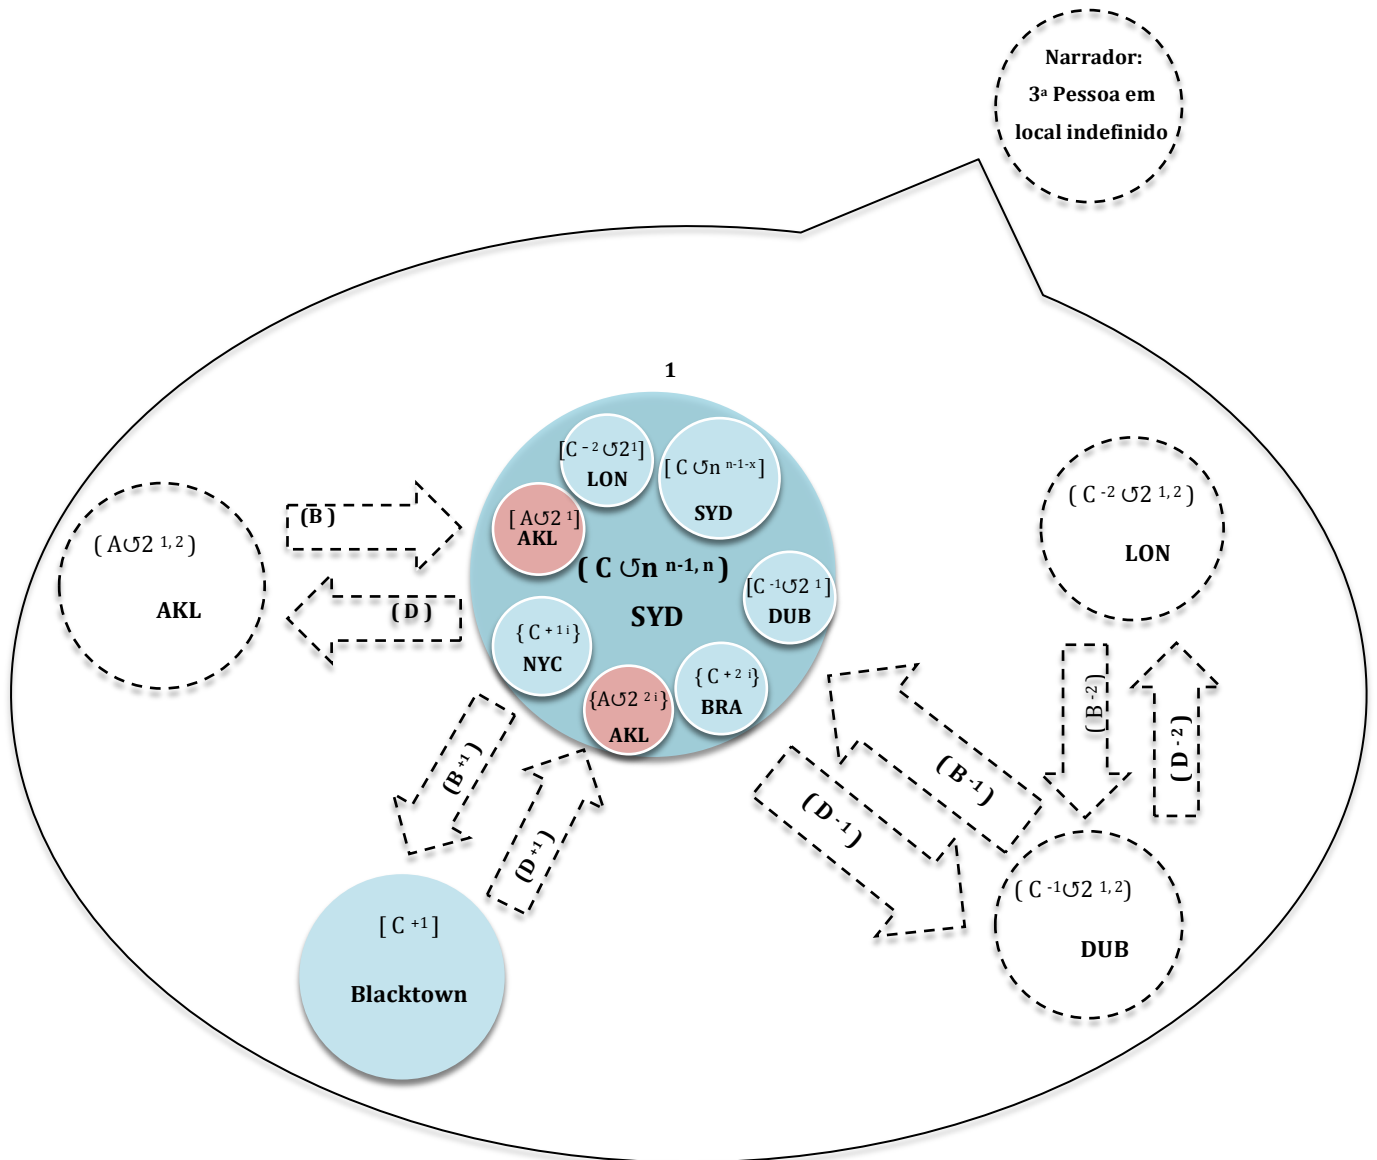 Narrador:
3ª Pessoa em
local indefinido
1
[C ⁻ ² ↺2¹]
LON
[ C ↺n ⁿ⁻¹⁻ˣ]
SYD
[ A↺2 ¹]
AKL
( C ↺n ⁿ⁻¹, ⁿ )
SYD
[C ⁻¹↺2 ¹]
DUB
{ C ⁺ ¹ ⁱ}
NYC
{A↺2 ² ⁱ}
AKL
{ C ⁺ ² ⁱ}
BRA
( A↺2 ¹, ²)
AKL
(B )
( D )
( C ⁻² ↺2 ¹, ²)
LON
( B ⁻²)
( D ⁻²)
( B ⁻¹)
( D ⁻¹)
( C ⁻¹↺2 ¹, ²)
DUB
(B ⁺¹)
(D⁺¹)
[ C ⁺¹]
Blacktown